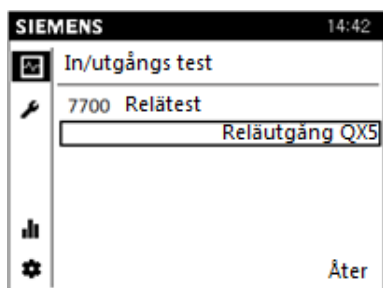 SIEMENS 14:42
In/utgångs test
7700 Relätest
Reläutgång QX5
Åter